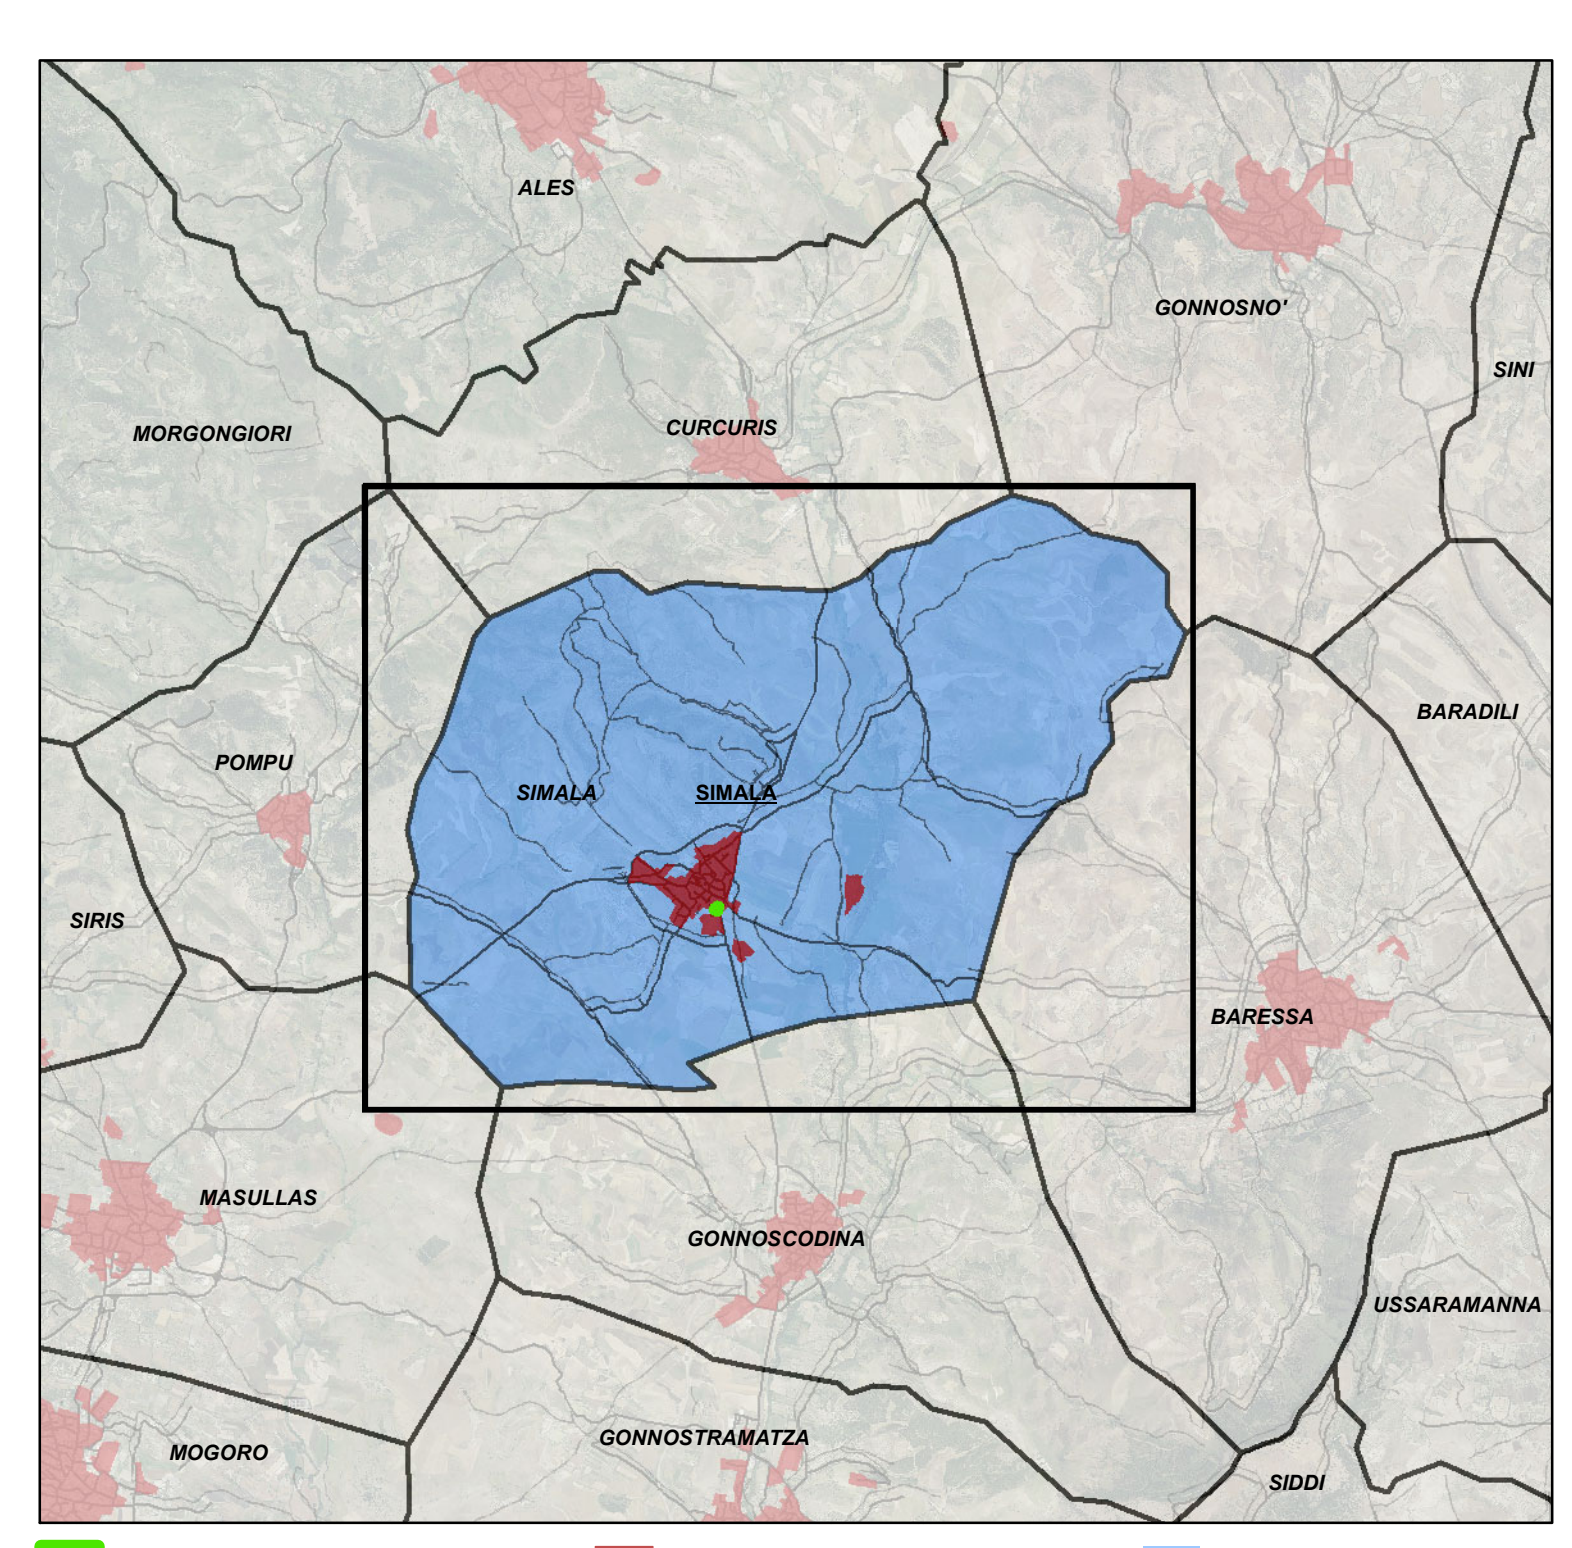 ALES
GONNOSNO'
SINI
CURCURIS
MORGONGIORI
BARADILI
POMPU
SIMALA
SIMALA
SIRIS
BARESSA
MASULLAS
GONNOSCODINA
USSARAMANNA
GONNOSTRAMATZA
MOGORO
SIDDI